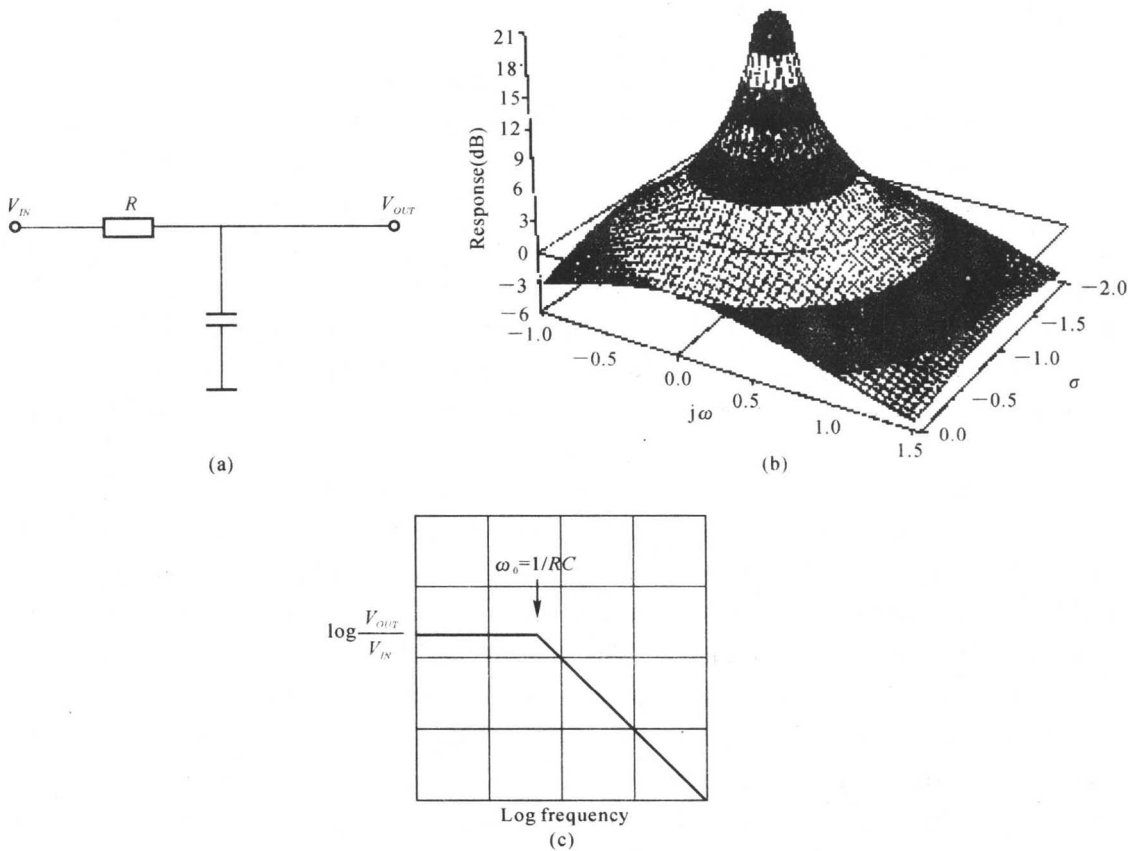 V_IN
R
V_OUT
(a)
Response(dB)
21
18
15
12
9
6
3
0
−3
−6
−1.0
−0.5
0.0
0.5
1.0
1.5
jω
0.0
−0.5
−1.0
−1.5
−2.0
σ
(b)
ω₀=1/RC
log V_OUT/V_IN
Log frequency
(c)